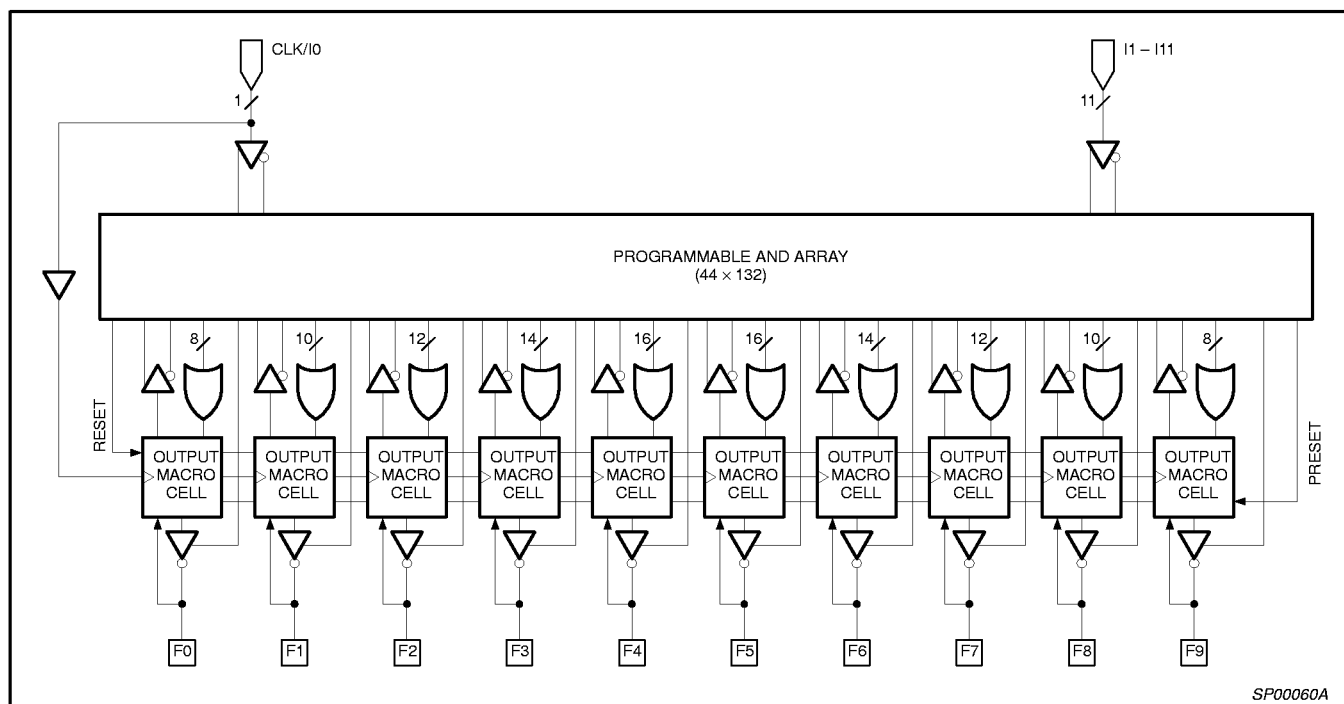 CLK/I0
I1 – I11
1
11
PROGRAMMABLE AND ARRAY
(44 × 132)
8
10
12
14
16
16
14
12
10
8
RESET
PRESET
OUTPUT
MACRO
CELL
OUTPUT
MACRO
CELL
OUTPUT
MACRO
CELL
OUTPUT
MACRO
CELL
OUTPUT
MACRO
CELL
OUTPUT
MACRO
CELL
OUTPUT
MACRO
CELL
OUTPUT
MACRO
CELL
OUTPUT
MACRO
CELL
OUTPUT
MACRO
CELL
F0
F1
F2
F3
F4
F5
F6
F7
F8
F9
SP00060A